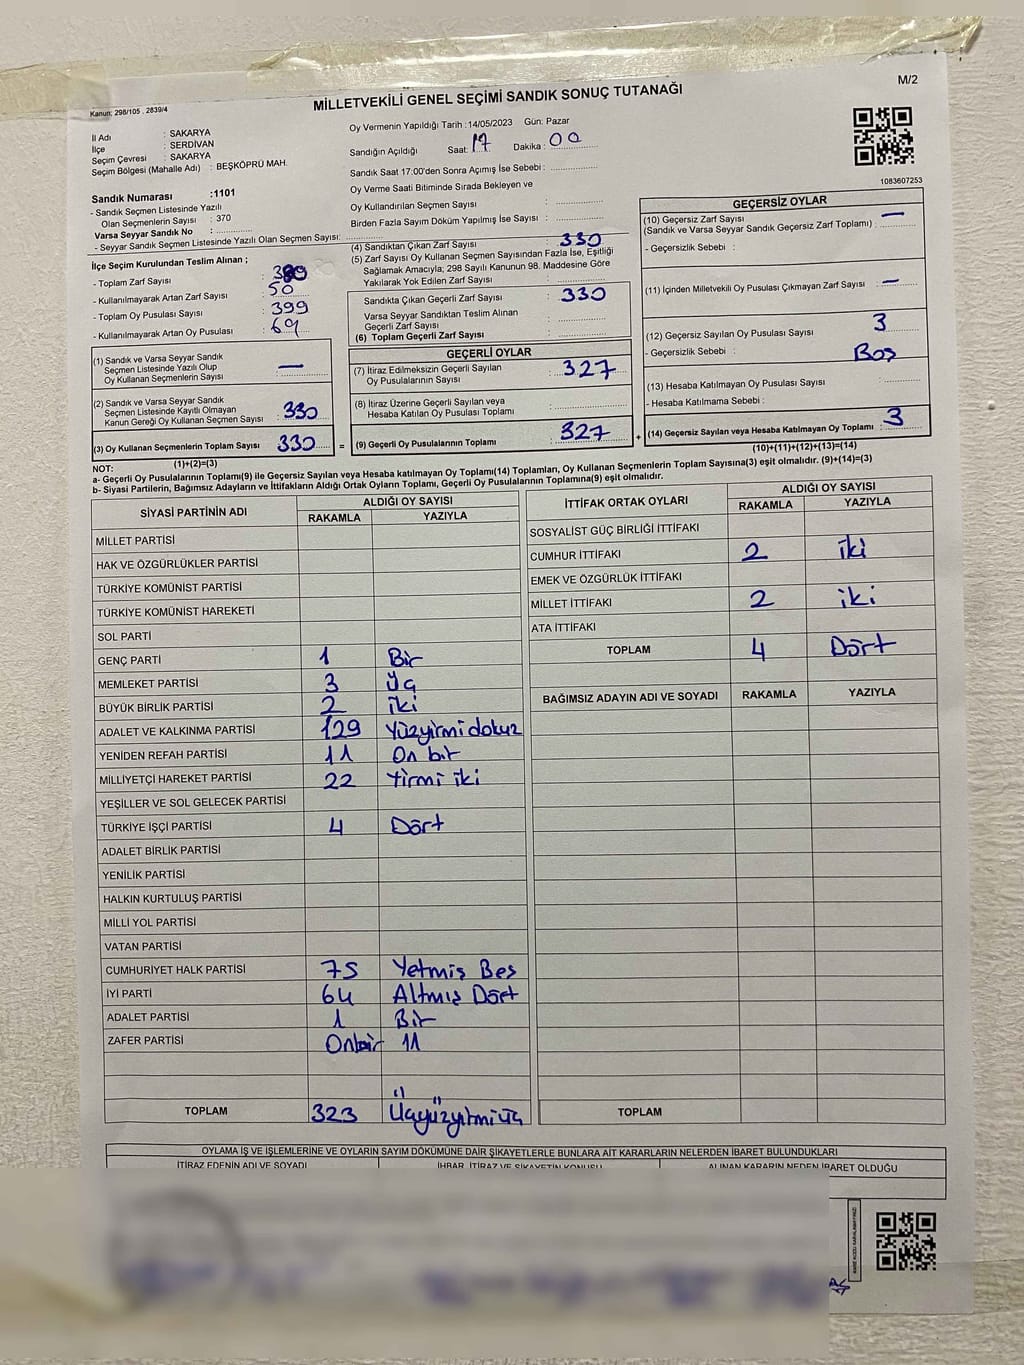 M/2
Kanun: 298/105 . 2839/4
MİLLETVEKİLİ GENEL SEÇİMİ SANDIK SONUÇ TUTANAĞI
İl Adı : SAKARYA
İlçe : SERDİVAN
Seçim Çevresi : SAKARYA
Seçim Bölgesi (Mahalle Adı) : BEŞKÖPRÜ MAH.
Sandık Numarası :1101
- Sandık Seçmen Listesinde Yazılı
Olan Seçmenlerin Sayısı : 370
Varsa Seyyar Sandık No :
- Seyyar Sandık Seçmen Listesinde Yazılı Olan Seçmen Sayısı:
Oy Vermenin Yapıldığı Tarih :14/05/2023 Gün: Pazar
Sandığın Açıldığı Saat: 17 Dakika : 00
Sandık Saat 17:00'den Sonra Açımış İse Sebebi :
Oy Verme Saati Bitiminde Sırada Bekleyen ve
Oy Kullandırılan Seçmen Sayısı :
Birden Fazla Sayım Döküm Yapılmış İse Sayısı :
1083607253
İlçe Seçim Kurulundan Teslim Alınan ;
- Toplam Zarf Sayısı :
- Kullanılmayarak Artan Zarf Sayısı : 50
- Toplam Oy Pusulası Sayısı : 399
- Kullanılmayarak Artan Oy Pusulası : 69
(1) Sandık ve Varsa Seyyar Sandık
Seçmen Listesinde Yazılı Olup
Oy Kullanan Seçmenlerin Sayısı : —
(2) Sandık ve Varsa Seyyar Sandık
Seçmen Listesinde Kayıtlı Olmayan
Kanun Gereği Oy Kullanan Seçmen Sayısı : 330
(3) Oy Kullanan Seçmenlerin Toplam Sayısı 330 =
(1)+(2)=(3)
(4) Sandıktan Çıkan Zarf Sayısı : 330
(5) Zarf Sayısı Oy Kullanan Seçmen Sayısından Fazla İse, Eşitliği
Sağlamak Amacıyla; 298 Sayılı Kanunun 98. Maddesine Göre
Yakılarak Yok Edilen Zarf Sayısı :
Sandıkta Çıkan Geçerli Zarf Sayısı : 330
Varsa Seyyar Sandıktan Teslim Alınan
Geçerli Zarf Sayısı :
(6) Toplam Geçerli Zarf Sayısı :
GEÇERLİ OYLAR
(7) İtiraz Edilmeksizin Geçerli Sayılan
Oy Pusulalarının Sayısı : 327
(8) İtiraz Üzerine Geçerli Sayılan veya
Hesaba Katılan Oy Pusulası Toplamı :
(9) Geçerli Oy Pusulalarının Toplamı : 327 +
GEÇERSİZ OYLAR
(10) Geçersiz Zarf Sayısı
(Sandık ve Varsa Seyyar Sandık Geçersiz Zarf Toplamı) : —
- Geçersizlik Sebebi :
(11) İçinden Milletvekili Oy Pusulası Çıkmayan Zarf Sayısı : —
(12) Geçersiz Sayılan Oy Pusulası Sayısı : 3
- Geçersizlik Sebebi : Boş
(13) Hesaba Katılmayan Oy Pusulası Sayısı :
- Hesaba Katılmama Sebebi :
(14) Geçersiz Sayılan veya Hesaba Katılmayan Oy Toplamı : 3
(10)+(11)+(12)+(13)=(14)
NOT:
a- Geçerli Oy Pusulalarının Toplamı(9) ile Geçersiz Sayılan veya Hesaba katılmayan Oy Toplamı(14) Toplamları, Oy Kullanan Seçmenlerin Toplam Sayısına(3) eşit olmalıdır. (9)+(14)=(3)
b- Siyasi Partilerin, Bağımsız Adayların ve İttifakların Aldığı Ortak Oyların Toplamı, Geçerli Oy Pusulalarının Toplamına(9) eşit olmalıdır.
SİYASİ PARTİNİN ADI ALDIĞI OY SAYISI
RAKAMLA YAZIYLA
MİLLET PARTİSİ
HAK VE ÖZGÜRLÜKLER PARTİSİ
TÜRKİYE KOMÜNİST PARTİSİ
TÜRKİYE KOMÜNİST HAREKETİ
SOL PARTİ
GENÇ PARTİ 1 Bir
MEMLEKET PARTİSİ 3 Üç
BÜYÜK BİRLİK PARTİSİ 2 İki
ADALET VE KALKINMA PARTİSİ 129 Yüzyirmidokuz
YENİDEN REFAH PARTİSİ 11 On bir
MİLLİYETÇİ HAREKET PARTİSİ 22 Yirmi iki
YEŞİLLER VE SOL GELECEK PARTİSİ
TÜRKİYE İŞÇİ PARTİSİ 4 Dört
ADALET BİRLİK PARTİSİ
YENİLİK PARTİSİ
HALKIN KURTULUŞ PARTİSİ
MİLLİ YOL PARTİSİ
VATAN PARTİSİ
CUMHURİYET HALK PARTİSİ 75 Yetmiş Beş
İYİ PARTİ 64 Altmış Dört
ADALET PARTİSİ 1 Bir
ZAFER PARTİSİ Onbir 11
TOPLAM 323 Üçyüzyirmiüç
İTTİFAK ORTAK OYLARI ALDIĞI OY SAYISI
RAKAMLA YAZIYLA
SOSYALİST GÜÇ BİRLİĞİ İTTİFAKI
CUMHUR İTTİFAKI 2 İki
EMEK VE ÖZGÜRLÜK İTTİFAKI
MİLLET İTTİFAKI 2 iki
ATA İTTİFAKI
TOPLAM 4 Dört
BAĞIMSIZ ADAYIN ADI VE SOYADI RAKAMLA YAZIYLA
TOPLAM
OYLAMA İŞ VE İŞLEMLERİNE VE OYLARIN SAYIM DÖKÜMÜNE DAİR ŞİKAYETLERLE BUNLARA AİT KARARLARIN NELERDEN İBARET BULUNDUKLARI
İTİRAZ EDENİN ADI VE SOYADI İHBAR, İTİRAZ VE ŞİKAYETİN KONUSU ALINAN KARARIN NEDEN İBARET OLDUĞU